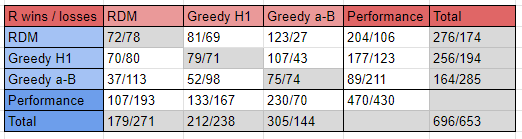 R wins / losses RDM Greedy H1 Greedy a-B Performance Total
RDM 72/78 81/69 123/27 204/106 276/174
Greedy H1 70/80 79/71 107/43 177/123 256/194
Greedy a-B 37/113 52/98 75/74 89/211 164/285
Performance 107/193 133/167 230/70 470/430
Total 179/271 212/238 305/144 696/653